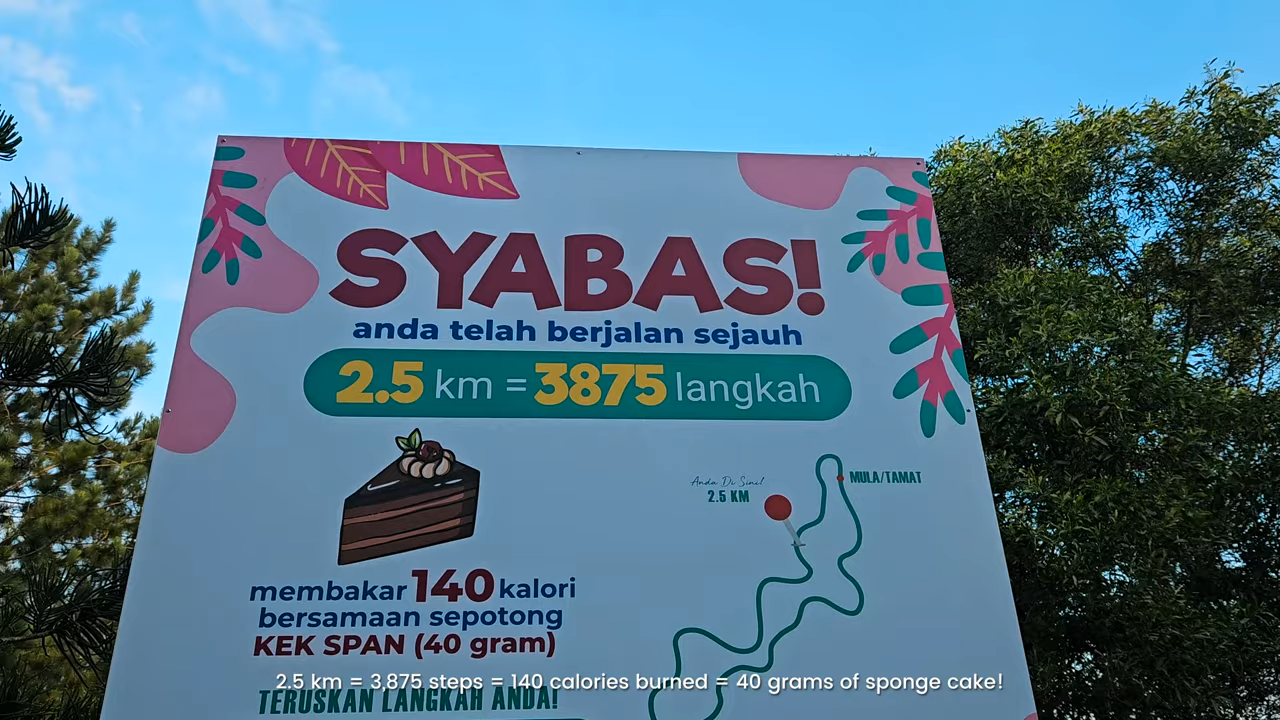 SYABAS!
anda telah berjalan sejauh
2.5 km = 3875 langkah
Anda Di Sini!
2.5 KM
MULA/TAMAT
membakar 140 kalori
bersamaan sepotong
KEK SPAN (40 gram)
TERUSKAN LANGKAH ANDA!
2.5 km = 3,875 steps = 140 calories burned = 40 grams of sponge cake!